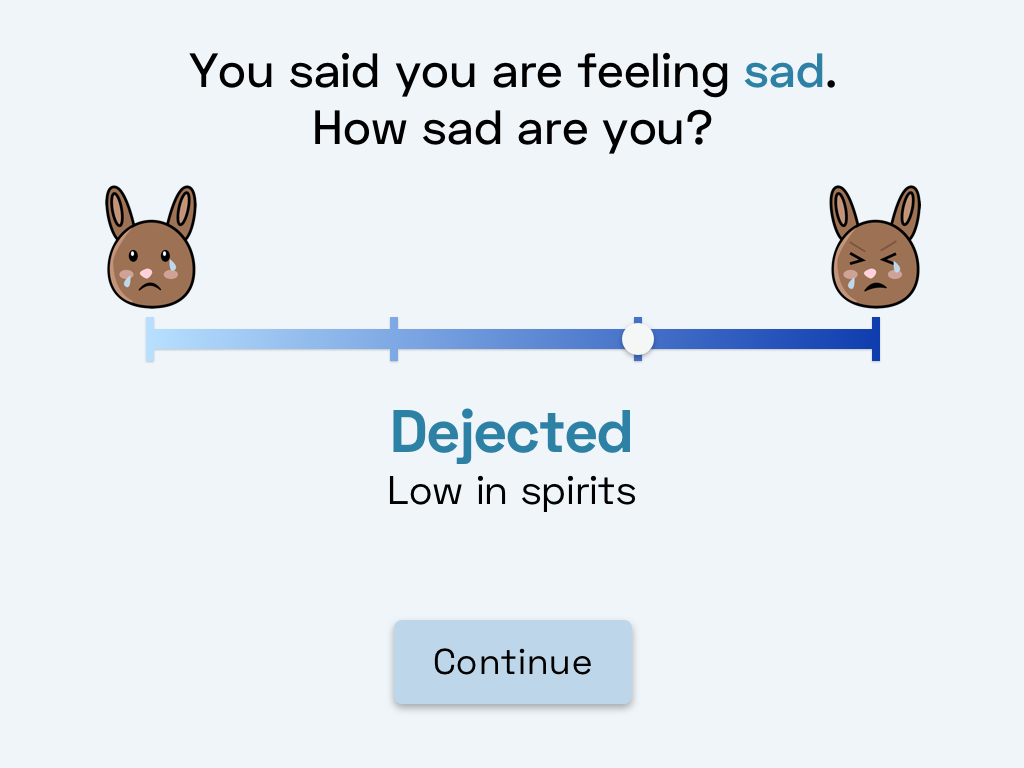 You said you are feeling sad.
How sad are you?
Dejected
Low in spirits
Continue